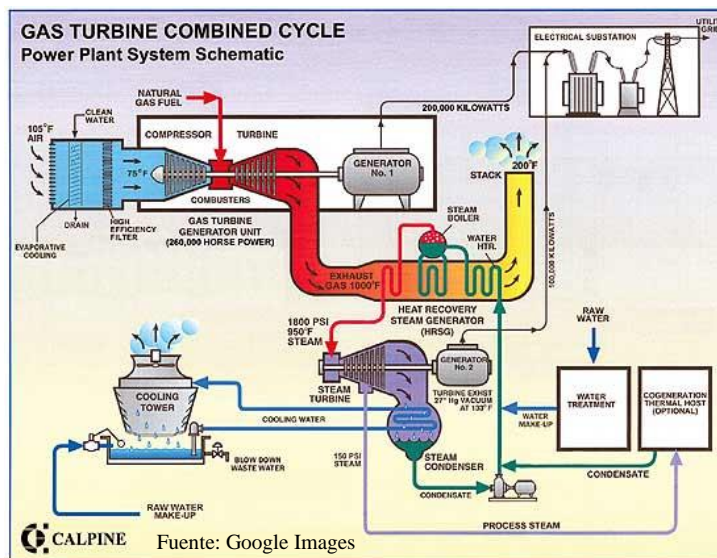 GAS TURBINE COMBINED CYCLE
Power Plant System Schematic
ELECTRICAL SUBSTATION
UTILITY
GRID
NATURAL
GAS FUEL
200,000 KILOWATTS
CLEAN
WATER
105°F
AIR
COMPRESSOR
TURBINE
75°F
GENERATOR
No. 1
STACK
200°F
COMBUSTERS
DRAIN
HIGH
EFFICIENCY
FILTER
EVAPORATIVE
COOLING
GAS TURBINE
GENERATOR UNIT
(260,000 HORSE POWER)
STEAM
BOILER
WATER
HTR.
100,000 KILOWATTS
EXHAUST
GAS 1000°F
HEAT RECOVERY
STEAM GENERATOR
(HRSG)
1800 PSI
950°F
STEAM
RAW
WATER
GENERATOR
No. 2
STEAM
TURBINE
TURBINE EXHST
27" Hg VACUUM
AT 133°F
COOLING
TOWER
COOLING WATER
WATER
TREATMENT
COGENERATION
THERMAL HOST
(OPTIONAL)
WATER
MAKE-UP
BLOW DOWN
WASTE WATER
150 PSI
STEAM
STEAM
CONDENSER
CONDENSATE
CONDENSATE
RAW WATER
MAKE-UP
PROCESS STEAM
CALPINE
Fuente: Google Images